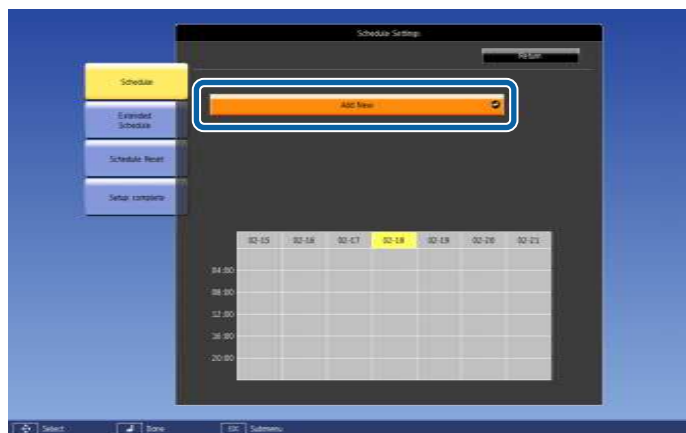 Schedule Settings
Return
Schedule
Add New
Extended
Schedule
Schedule Reset
Setup complete
02-15 02-16 02-17 02-18 02-19 02-20 02-21
04:00
08:00
12:00
16:00
20:00
Select Done Esc Submenu